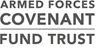 ARMED FORCES
COVENANT
FUND TRUST